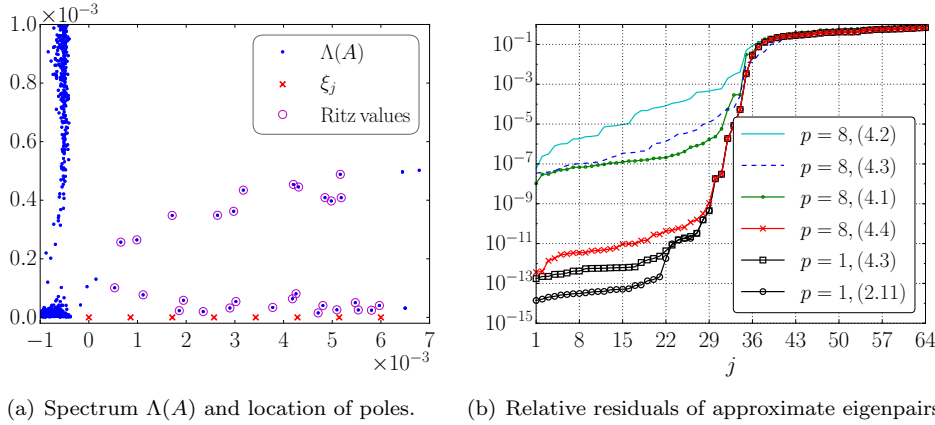 1.0 ×10⁻³
Λ(A)
ξⱼ
Ritz values
0.8
0.6
0.4
0.2
0.0
−1 0 1 2 3 4 5 6 7
×10⁻³
(a) Spectrum Λ(A) and location of poles.
10⁻¹
10⁻³
10⁻⁵
10⁻⁷
10⁻⁹
10⁻¹¹
10⁻¹³
10⁻¹⁵
p = 8, (4.2)
p = 8, (4.3)
p = 8, (4.1)
p = 8, (4.4)
p = 1, (4.3)
p = 1, (2.11)
1 8 15 22 29 36 43 50 57 64
j
(b) Relative residuals of approximate eigenpairs